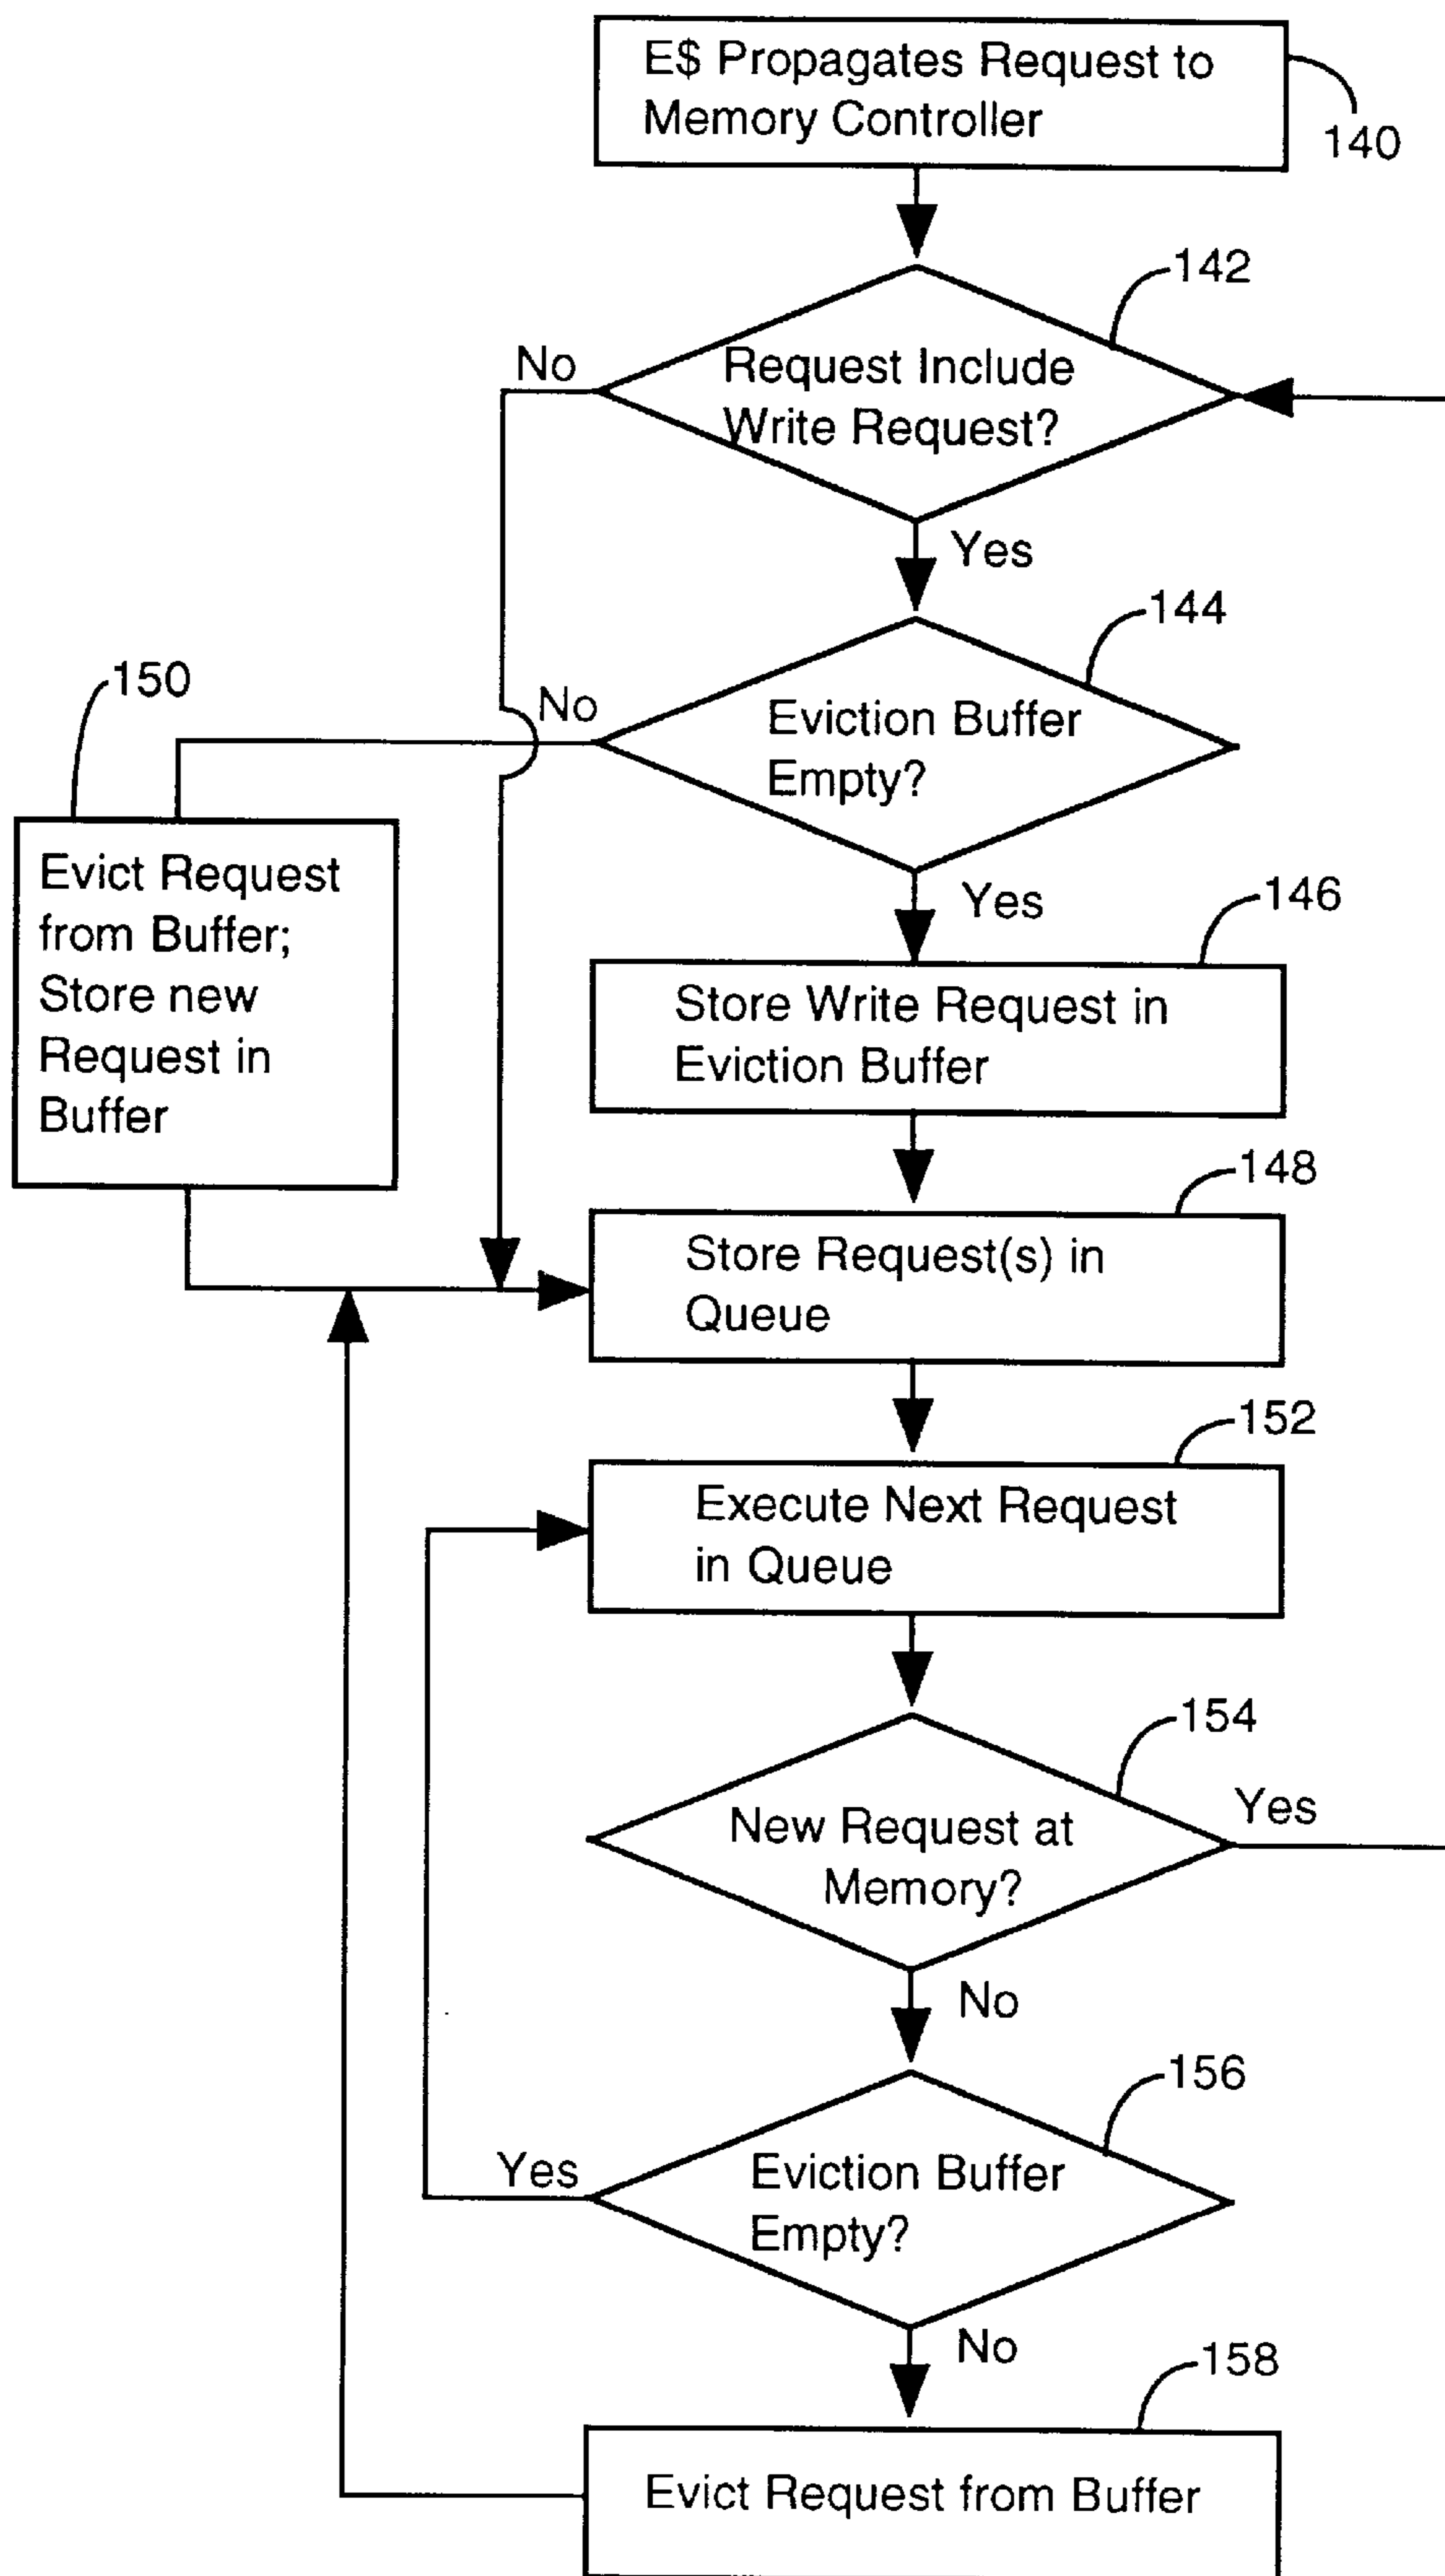 E$ Propagates Request to
Memory Controller
140
142
No
Request Include
Write Request?
Yes
144
150
No
Eviction Buffer
Empty?
Evict Request
from Buffer;
Store new
Request in
Buffer
Yes
146
Store Write Request in
Eviction Buffer
148
Store Request(s) in
Queue
152
Execute Next Request
in Queue
154
New Request at
Memory?
Yes
No
156
Yes
Eviction Buffer
Empty?
No
158
Evict Request from Buffer